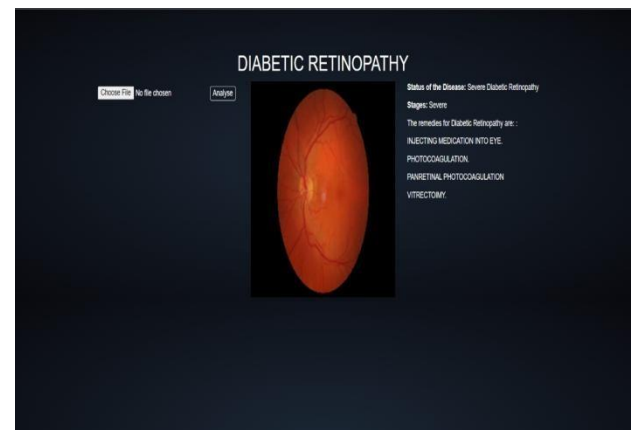 DIABETIC RETINOPATHY
Choose File No file chosen Analyse
Status of the Disease: Severe Diabetic Retinopathy
Stages: Severe
The remedies for Diabetic Retinopathy are: :
INJECTING MEDICATION INTO EYE.
PHOTOCOAGULATION.
PANRETINAL PHOTOCOAGULATION
VITRECTOIMY.